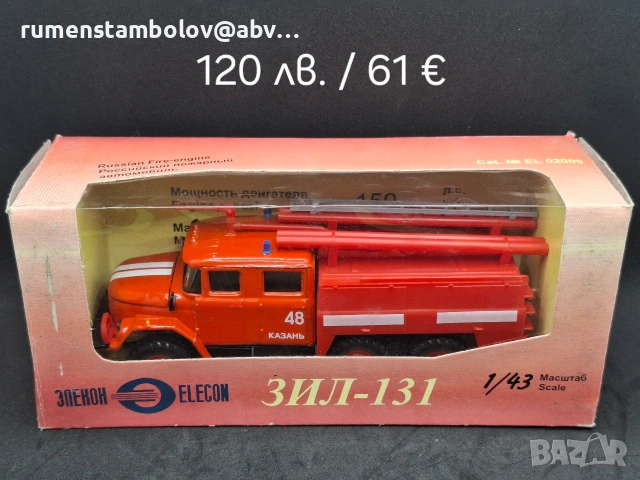 rumenstambolov@abv...
120 лв. / 61 €
Russian Fire-engine
Российский пожарный
автомобиль
Cat. № EL 02006
Мощность двигателя
150
48
КАЗАНЬ
ЭЛЕКОН ELECON
ЗИЛ-131
1/43 Масштаб
Scale
BAZAR